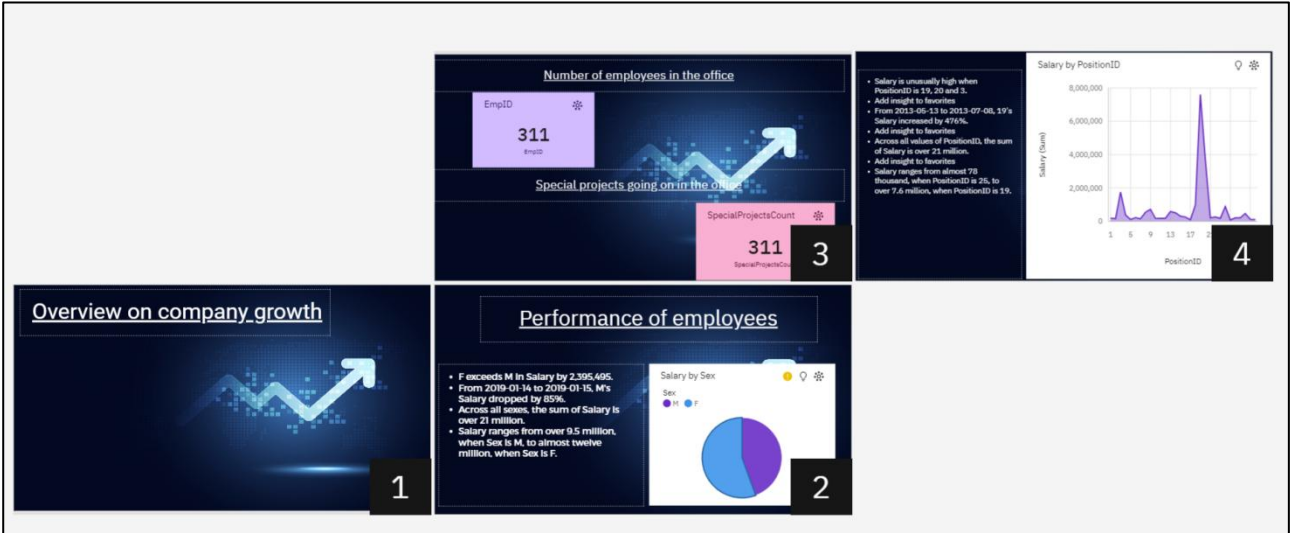 Number of employees in the office
EmpID
311
EmpID
Special projects going on in the office
SpecialProjectsCount
311
3
• Salary is unusually high when
PositionID is 19, 20 and 3.
• Add insight to favorites
• From 2013-05-13 to 2013-07-08, 19's
Salary increased by 476%.
• Add insight to favorites
• Across all values of PositionID, the sum
of Salary is over 21 million.
• Add insight to favorites
• Salary ranges from almost 78
thousand, when PositionID is 25, to
over 7.6 million, when PositionID is 19.
Salary by PositionID
8,000,000
6,000,000
4,000,000
2,000,000
0
Salary (Sum)
1 5 9 13 17
PositionID
4
Overview on company growth
1
Performance of employees
• F exceeds M in Salary by 2,395,495.
• From 2019-01-14 to 2019-01-15, M's
Salary dropped by 85%.
• Across all sexes, the sum of Salary is
over 21 million.
• Salary ranges from over 9.5 million,
when Sex is M, to almost twelve
million, when Sex is F.
Salary by Sex
Sex
M F
2